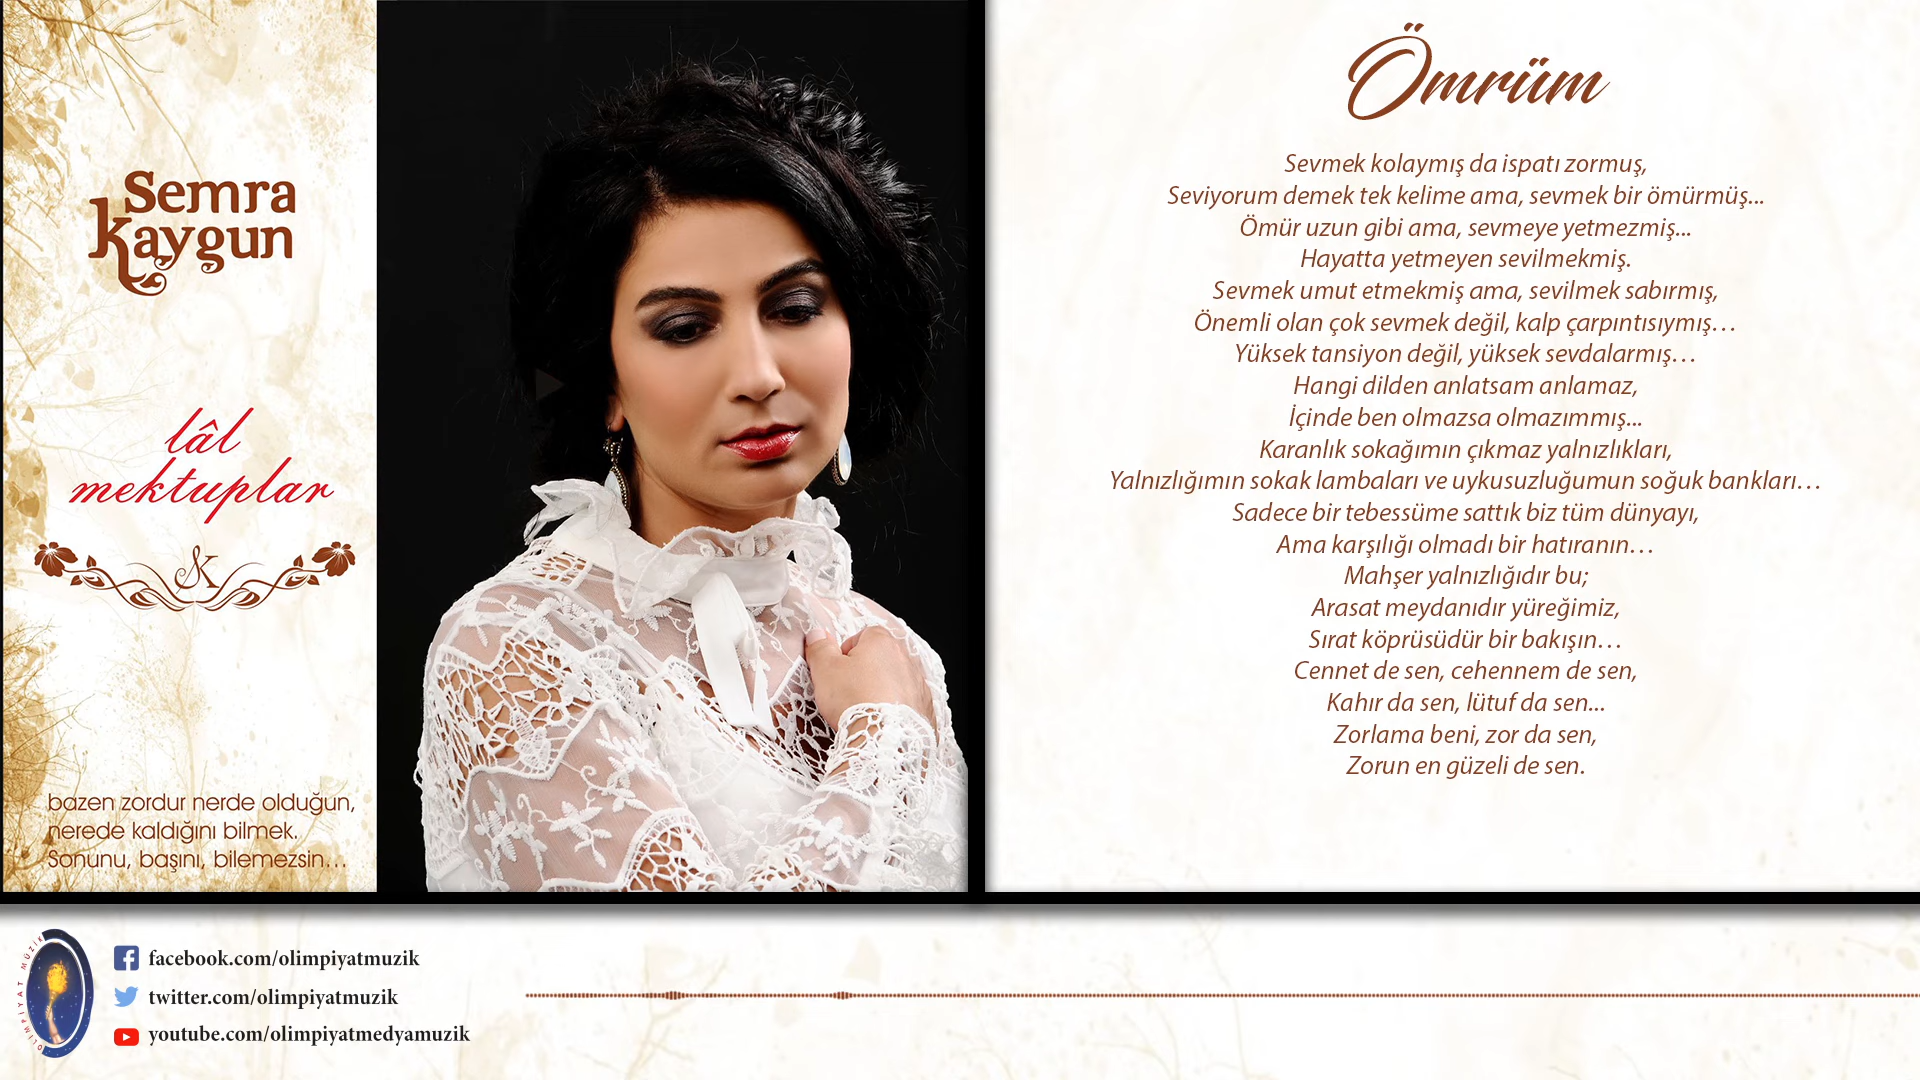 Semra
Kaygun
lâl
mektuplar
SK
bazen zordur nerde olduğun,
nerede kaldığını bilmek.
Sonunu, başını, bilemezsin...
Ömrüm
Sevmek kolaymış da ispatı zormuş,
Seviyorum demek tek kelime ama, sevmek bir ömürmüş...
Ömür uzun gibi ama, sevmeye yetmezmiş...
Hayatta yetmeyen sevilmekmiş.
Sevmek umut etmekmiş ama, sevilmek sabırmış,
Önemli olan çok sevmek değil, kalp çarpıntısıymış…
Yüksek tansiyon değil, yüksek sevdalarmış…
Hangi dilden anlatsam anlamaz,
İçinde ben olmazsa olmazımmış...
Karanlık sokağımın çıkmaz yalnızlıkları,
Yalnızlığımın sokak lambaları ve uykusuzluğumun soğuk bankları…
Sadece bir tebessüme sattık biz tüm dünyayı,
Ama karşılığı olmadı bir hatıranın…
Mahşer yalnızlığıdır bu;
Arasat meydanıdır yüreğimiz,
Sırat köprüsüdür bir bakışın…
Cennet de sen, cehennem de sen,
Kahır da sen, lütuf da sen...
Zorlama beni, zor da sen,
Zorun en güzeli de sen.
OLİMPİYAT MÜZİK
facebook.com/olimpiyatmuzik
twitter.com/olimpiyatmuzik
youtube.com/olimpiyatmedyamuzik